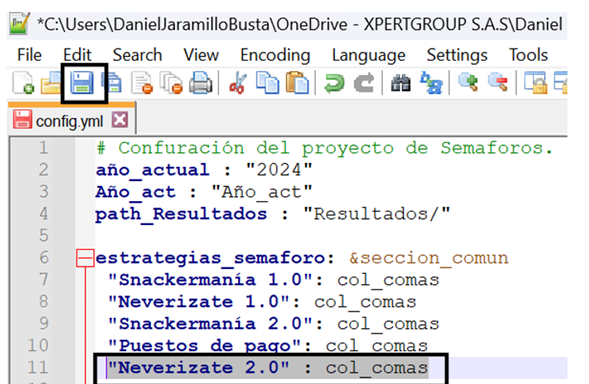 *C:\Users\DanielJaramilloBusta\OneDrive - XPERTGROUP S.A.S\Daniel
File Edit Search View Encoding Language Settings Tools
config.yml
1 # Confuración del proyecto de Semaforos.
2 año_actual : "2024"
3 Año_act : "Año_act"
4 path_Resultados : "Resultados/"
5
6 estrategias_semaforo: &seccion_comun
7 "Snackermanía 1.0": col_comas
8 "Neverizate 1.0": col_comas
9 "Snackermanía 2.0": col_comas
10 "Puestos de pago": col_comas
11 "Neverizate 2.0" : col_comas